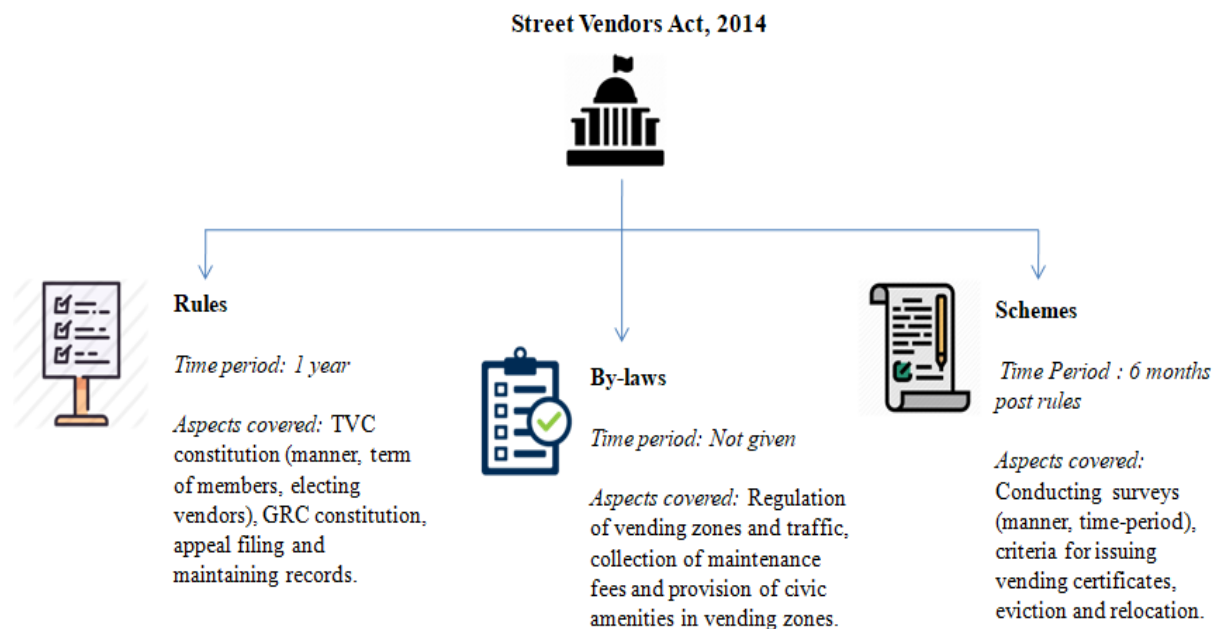 Street Vendors Act, 2014
Rules
Time period: 1 year
Aspects covered: TVC
constitution (manner, term
of members, electing
vendors), GRC constitution,
appeal filing and
maintaining records.
By-laws
Time period: Not given
Aspects covered: Regulation
of vending zones and traffic,
collection of maintenance
fees and provision of civic
amenities in vending zones.
Schemes
Time Period : 6 months
post rules
Aspects covered:
Conducting surveys
(manner, time-period),
criteria for issuing
vending certificates,
eviction and relocation.